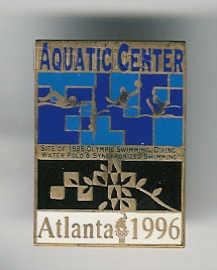 AQUATIC CENTER
SITE OF 1996 OLYMPIC SWIMMING, DIVING
WATER POLO & SYNCHRONIZED SWIMMING
Atlanta 1996